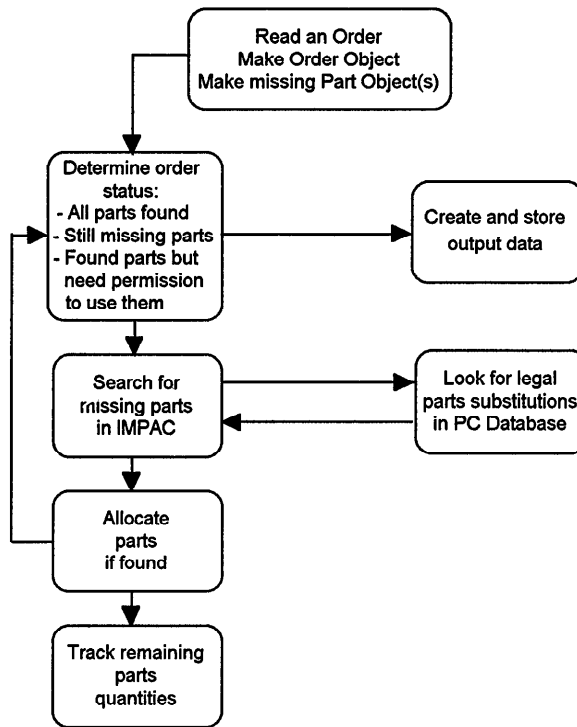 Read an Order
Make Order Object
Make missing Part Object(s)
Determine order
status:
- All parts found
- Still missing parts
- Found parts but
need permission
to use them
Create and store
output data
Search for
missing parts
in IMPAC
Look for legal
parts substitutions
in PC Database
Allocate
parts
if found
Track remaining
parts
quantities